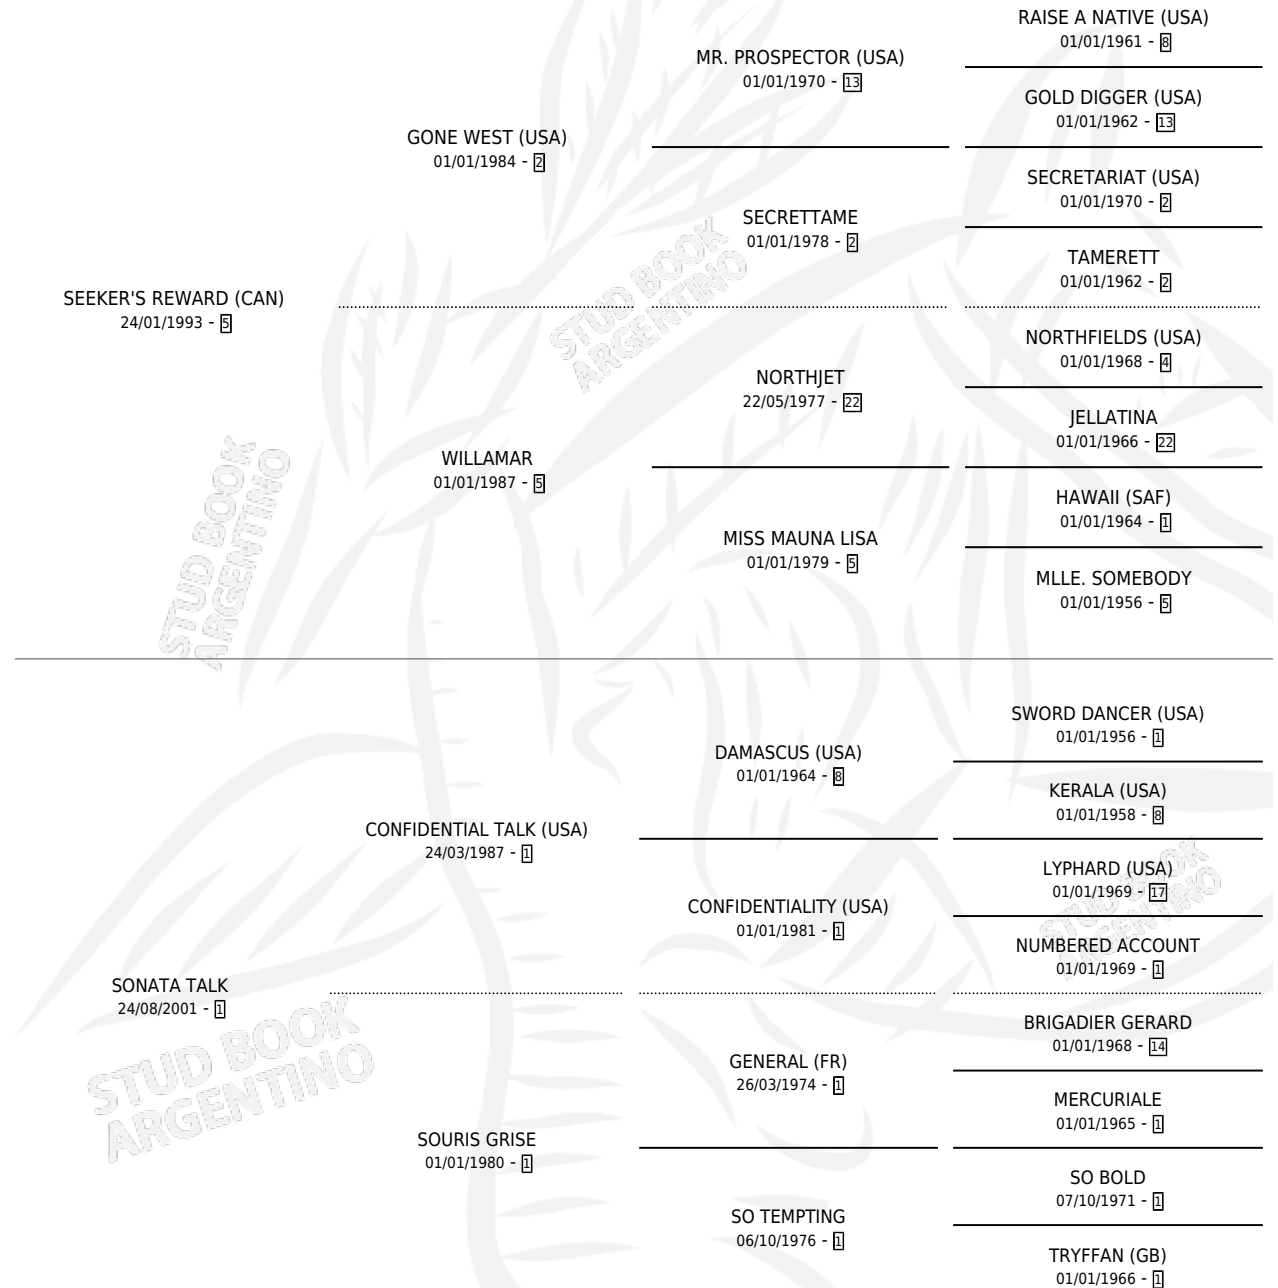 RAISE A NATIVE (USA)
01/01/1961 - 8
MR. PROSPECTOR (USA)
01/01/1970 - 13
GOLD DIGGER (USA)
01/01/1962 - 13
GONE WEST (USA)
01/01/1984 - 2
SECRETARIAT (USA)
01/01/1970 - 2
SECRETTAME
01/01/1978 - 2
TAMERETT
01/01/1962 - 2
SEEKER'S REWARD (CAN)
24/01/1993 - 5
NORTHFIELDS (USA)
01/01/1968 - 4
NORTHJET
22/05/1977 - 22
JELLATINA
01/01/1966 - 22
WILLAMAR
01/01/1987 - 5
HAWAII (SAF)
01/01/1964 - 1
MISS MAUNA LISA
01/01/1979 - 5
MLLE. SOMEBODY
01/01/1956 - 5
STUD BOOK
ARGENTINO
STUD BOOK
ARGENTINO
SWORD DANCER (USA)
01/01/1956 - 1
DAMASCUS (USA)
01/01/1964 - 8
KERALA (USA)
01/01/1958 - 8
CONFIDENTIAL TALK (USA)
24/03/1987 - 1
LYPHARD (USA)
01/01/1969 - 17
CONFIDENTIALITY (USA)
01/01/1981 - 1
NUMBERED ACCOUNT
01/01/1969 - 1
STUD BOOK
ARGENTINO
SONATA TALK
24/08/2001 - 1
BRIGADIER GERARD
01/01/1968 - 14
GENERAL (FR)
26/03/1974 - 1
MERCURIALE
01/01/1965 - 1
STUD BOOK
ARGENTINO
SOURIS GRISE
01/01/1980 - 1
SO BOLD
07/10/1971 - 1
SO TEMPTING
06/10/1976 - 1
TRYFFAN (GB)
01/01/1966 - 1